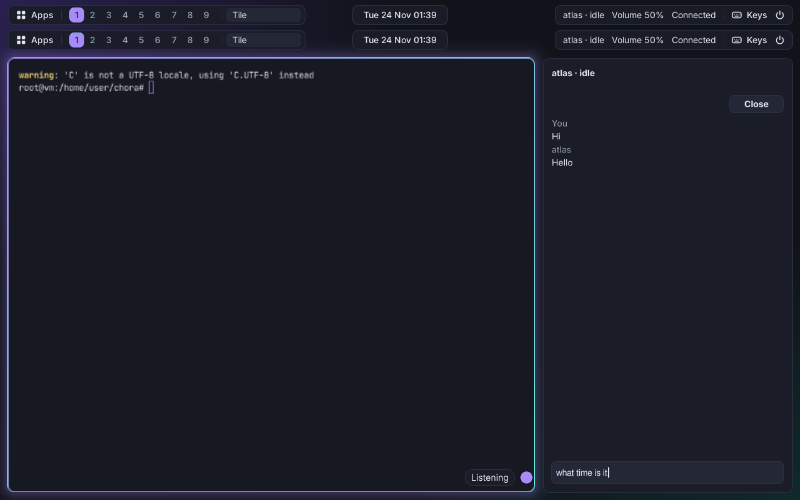 Apps 1 2 3 4 5 6 7 8 9 Tile Tue 24 Nov 01:39 atlas · idle Volume 50% Connected Keys
Apps 1 2 3 4 5 6 7 8 9 Tile Tue 24 Nov 01:39 atlas · idle Volume 50% Connected Keys
warning: 'C' is not a UTF-8 locale, using 'C.UTF-8' instead
root@vm:/home/user/chora#
Listening
atlas · idle
Close
You
Hi
atlas
Hello
what time is it